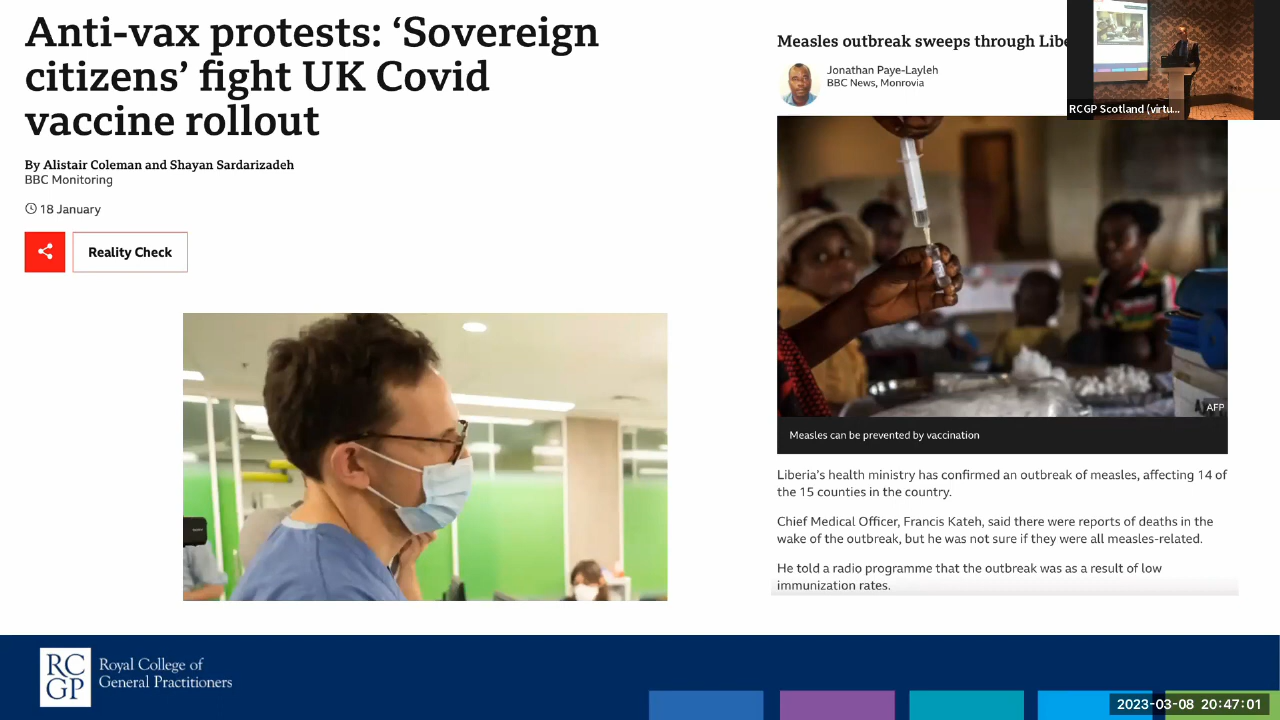 Anti-vax protests: ‘Sovereign
citizens’ fight UK Covid
vaccine rollout
By Alistair Coleman and Shayan Sardarizadeh
BBC Monitoring
18 January
Reality Check
Measles outbreak sweeps through Libe
Jonathan Paye-Layleh
BBC News, Monrovia
RCGP Scotland (virtu...
AFP
Measles can be prevented by vaccination
Liberia's health ministry has confirmed an outbreak of measles, affecting 14 of
the 15 counties in the country.
Chief Medical Officer, Francis Kateh, said there were reports of deaths in the
wake of the outbreak, but he was not sure if they were all measles-related.
He told a radio programme that the outbreak was as a result of low
immunization rates.
RC
GP
Royal College of
General Practitioners
2023-03-08 20:47:01